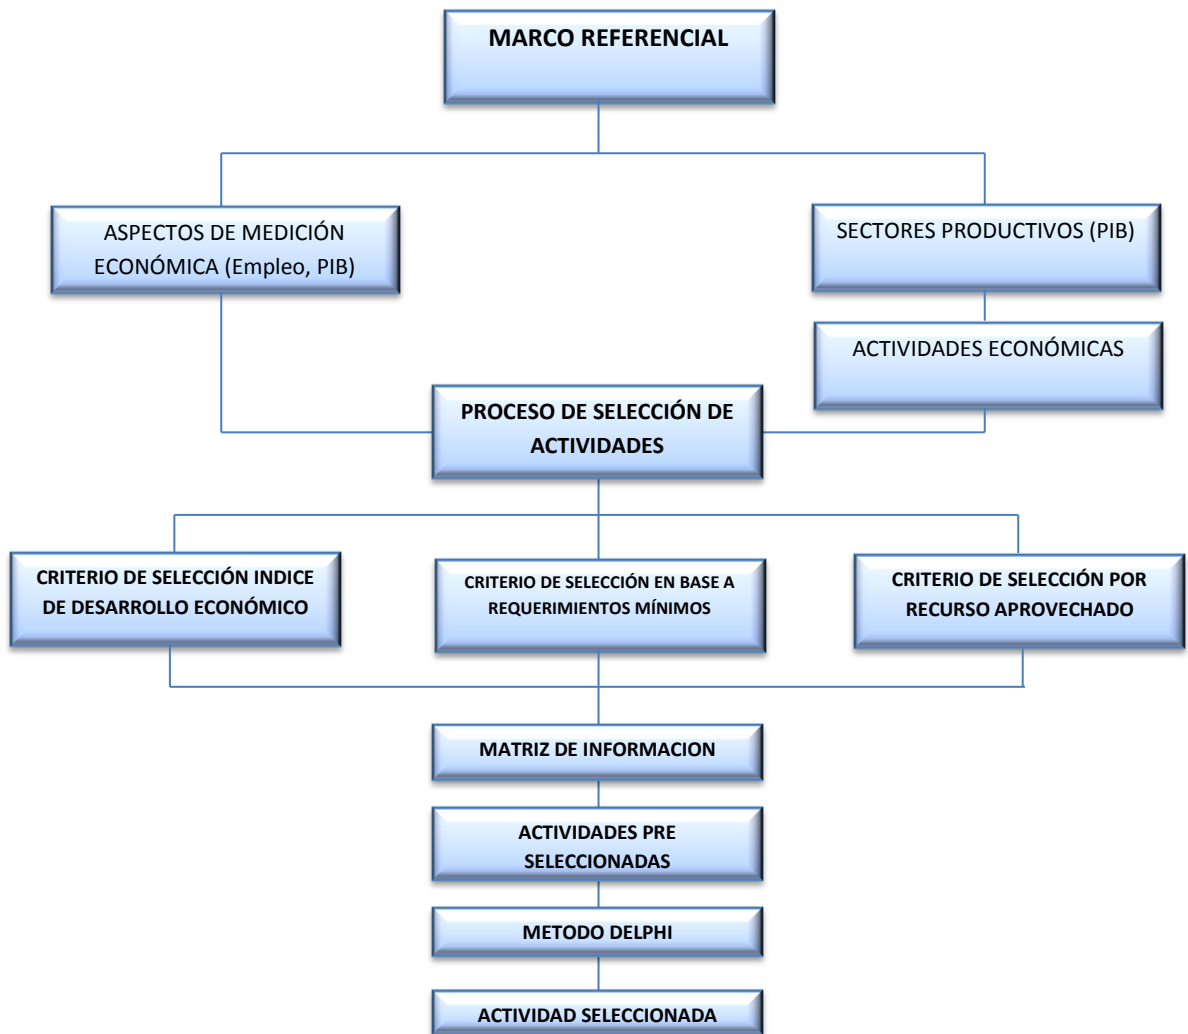 MARCO REFERENCIAL
ASPECTOS DE MEDICIÓN
ECONÓMICA (Empleo, PIB)
SECTORES PRODUCTIVOS (PIB)
ACTIVIDADES ECONÓMICAS
PROCESO DE SELECCIÓN DE
ACTIVIDADES
CRITERIO DE SELECCIÓN INDICE
DE DESARROLLO ECONÓMICO
CRITERIO DE SELECCIÓN EN BASE A
REQUERIMIENTOS MÍNIMOS
CRITERIO DE SELECCIÓN POR
RECURSO APROVECHADO
MATRIZ DE INFORMACION
ACTIVIDADES PRE
SELECCIONADAS
METODO DELPHI
ACTIVIDAD SELECCIONADA